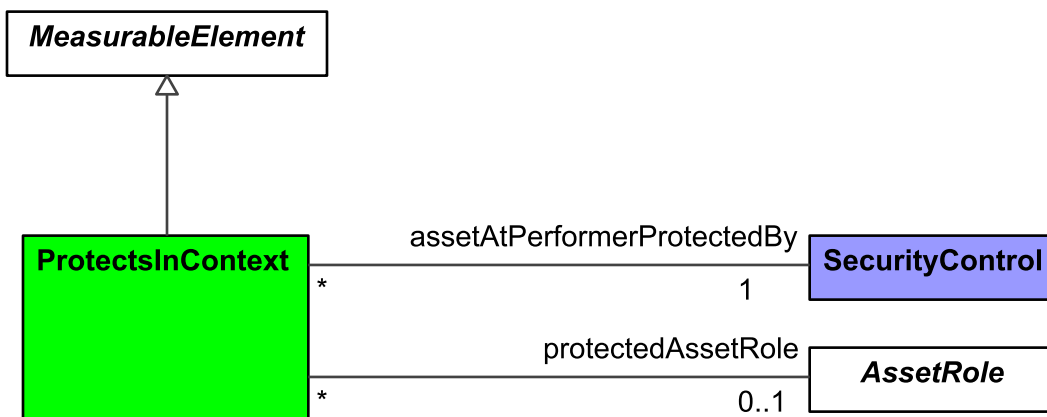 MeasurableElement
assetAtPerformerProtectedBy
ProtectsInContext
SecurityControl
*
1
protectedAssetRole
AssetRole
*
0..1